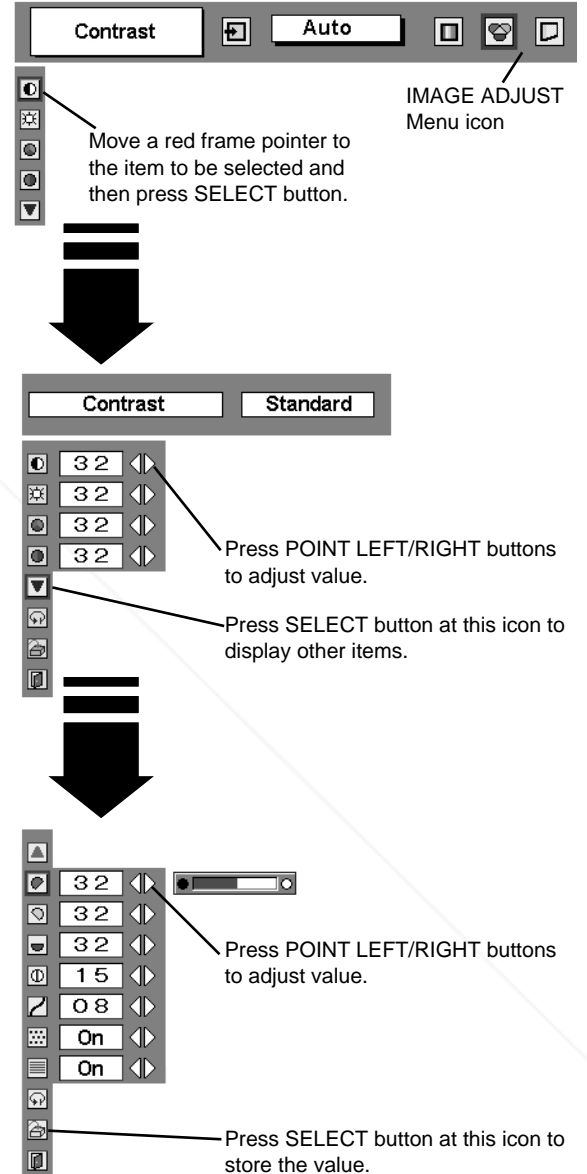 Contrast
Auto
IMAGE ADJUST
Menu icon
Move a red frame pointer to
the item to be selected and
then press SELECT button.
Contrast
Standard
32
32
32
32
Press POINT LEFT/RIGHT buttons
to adjust value.
Press SELECT button at this icon to
display other items.
32
32
32
15
08
On
On
Press POINT LEFT/RIGHT buttons
to adjust value.
Press SELECT button at this icon to
store the value.